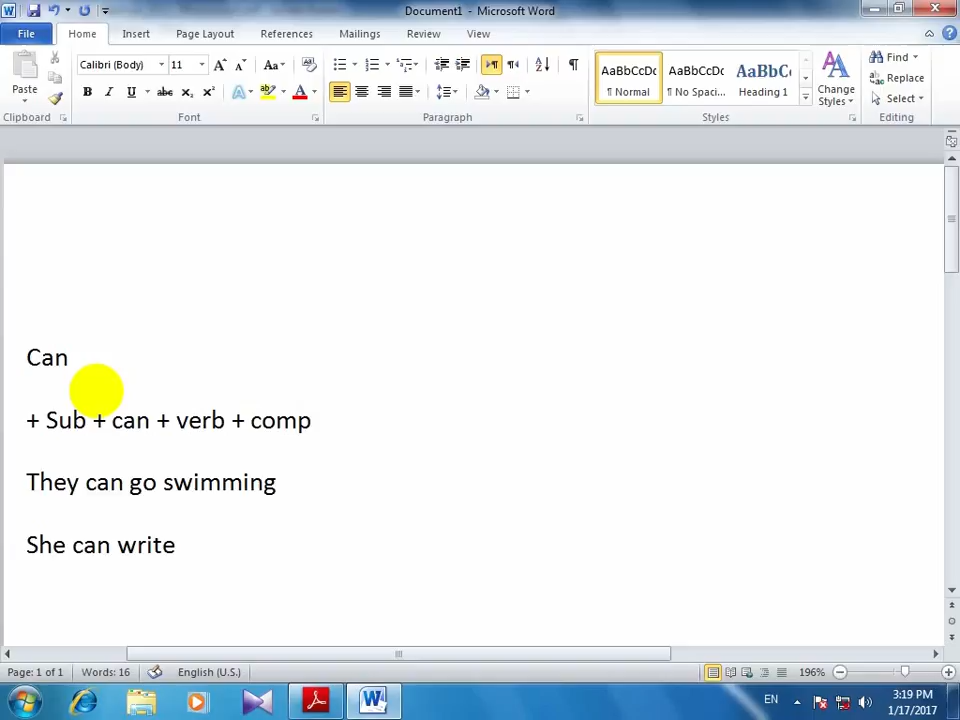 Document1 - Microsoft Word
File Home Insert Page Layout References Mailings Review View
Calibri (Body) 11
Paste
AaBbCcDc AaBbCcDc AaBbC
¶ Normal ¶ No Spaci... Heading 1
Change Styles
Find
Replace
Select
Clipboard Font Paragraph Styles Editing
Can
+ Sub + can + verb + comp
They can go swimming
She can write
Page: 1 of 1 Words: 16 English (U.S.) 196%
EN
3:19 PM
1/17/2017